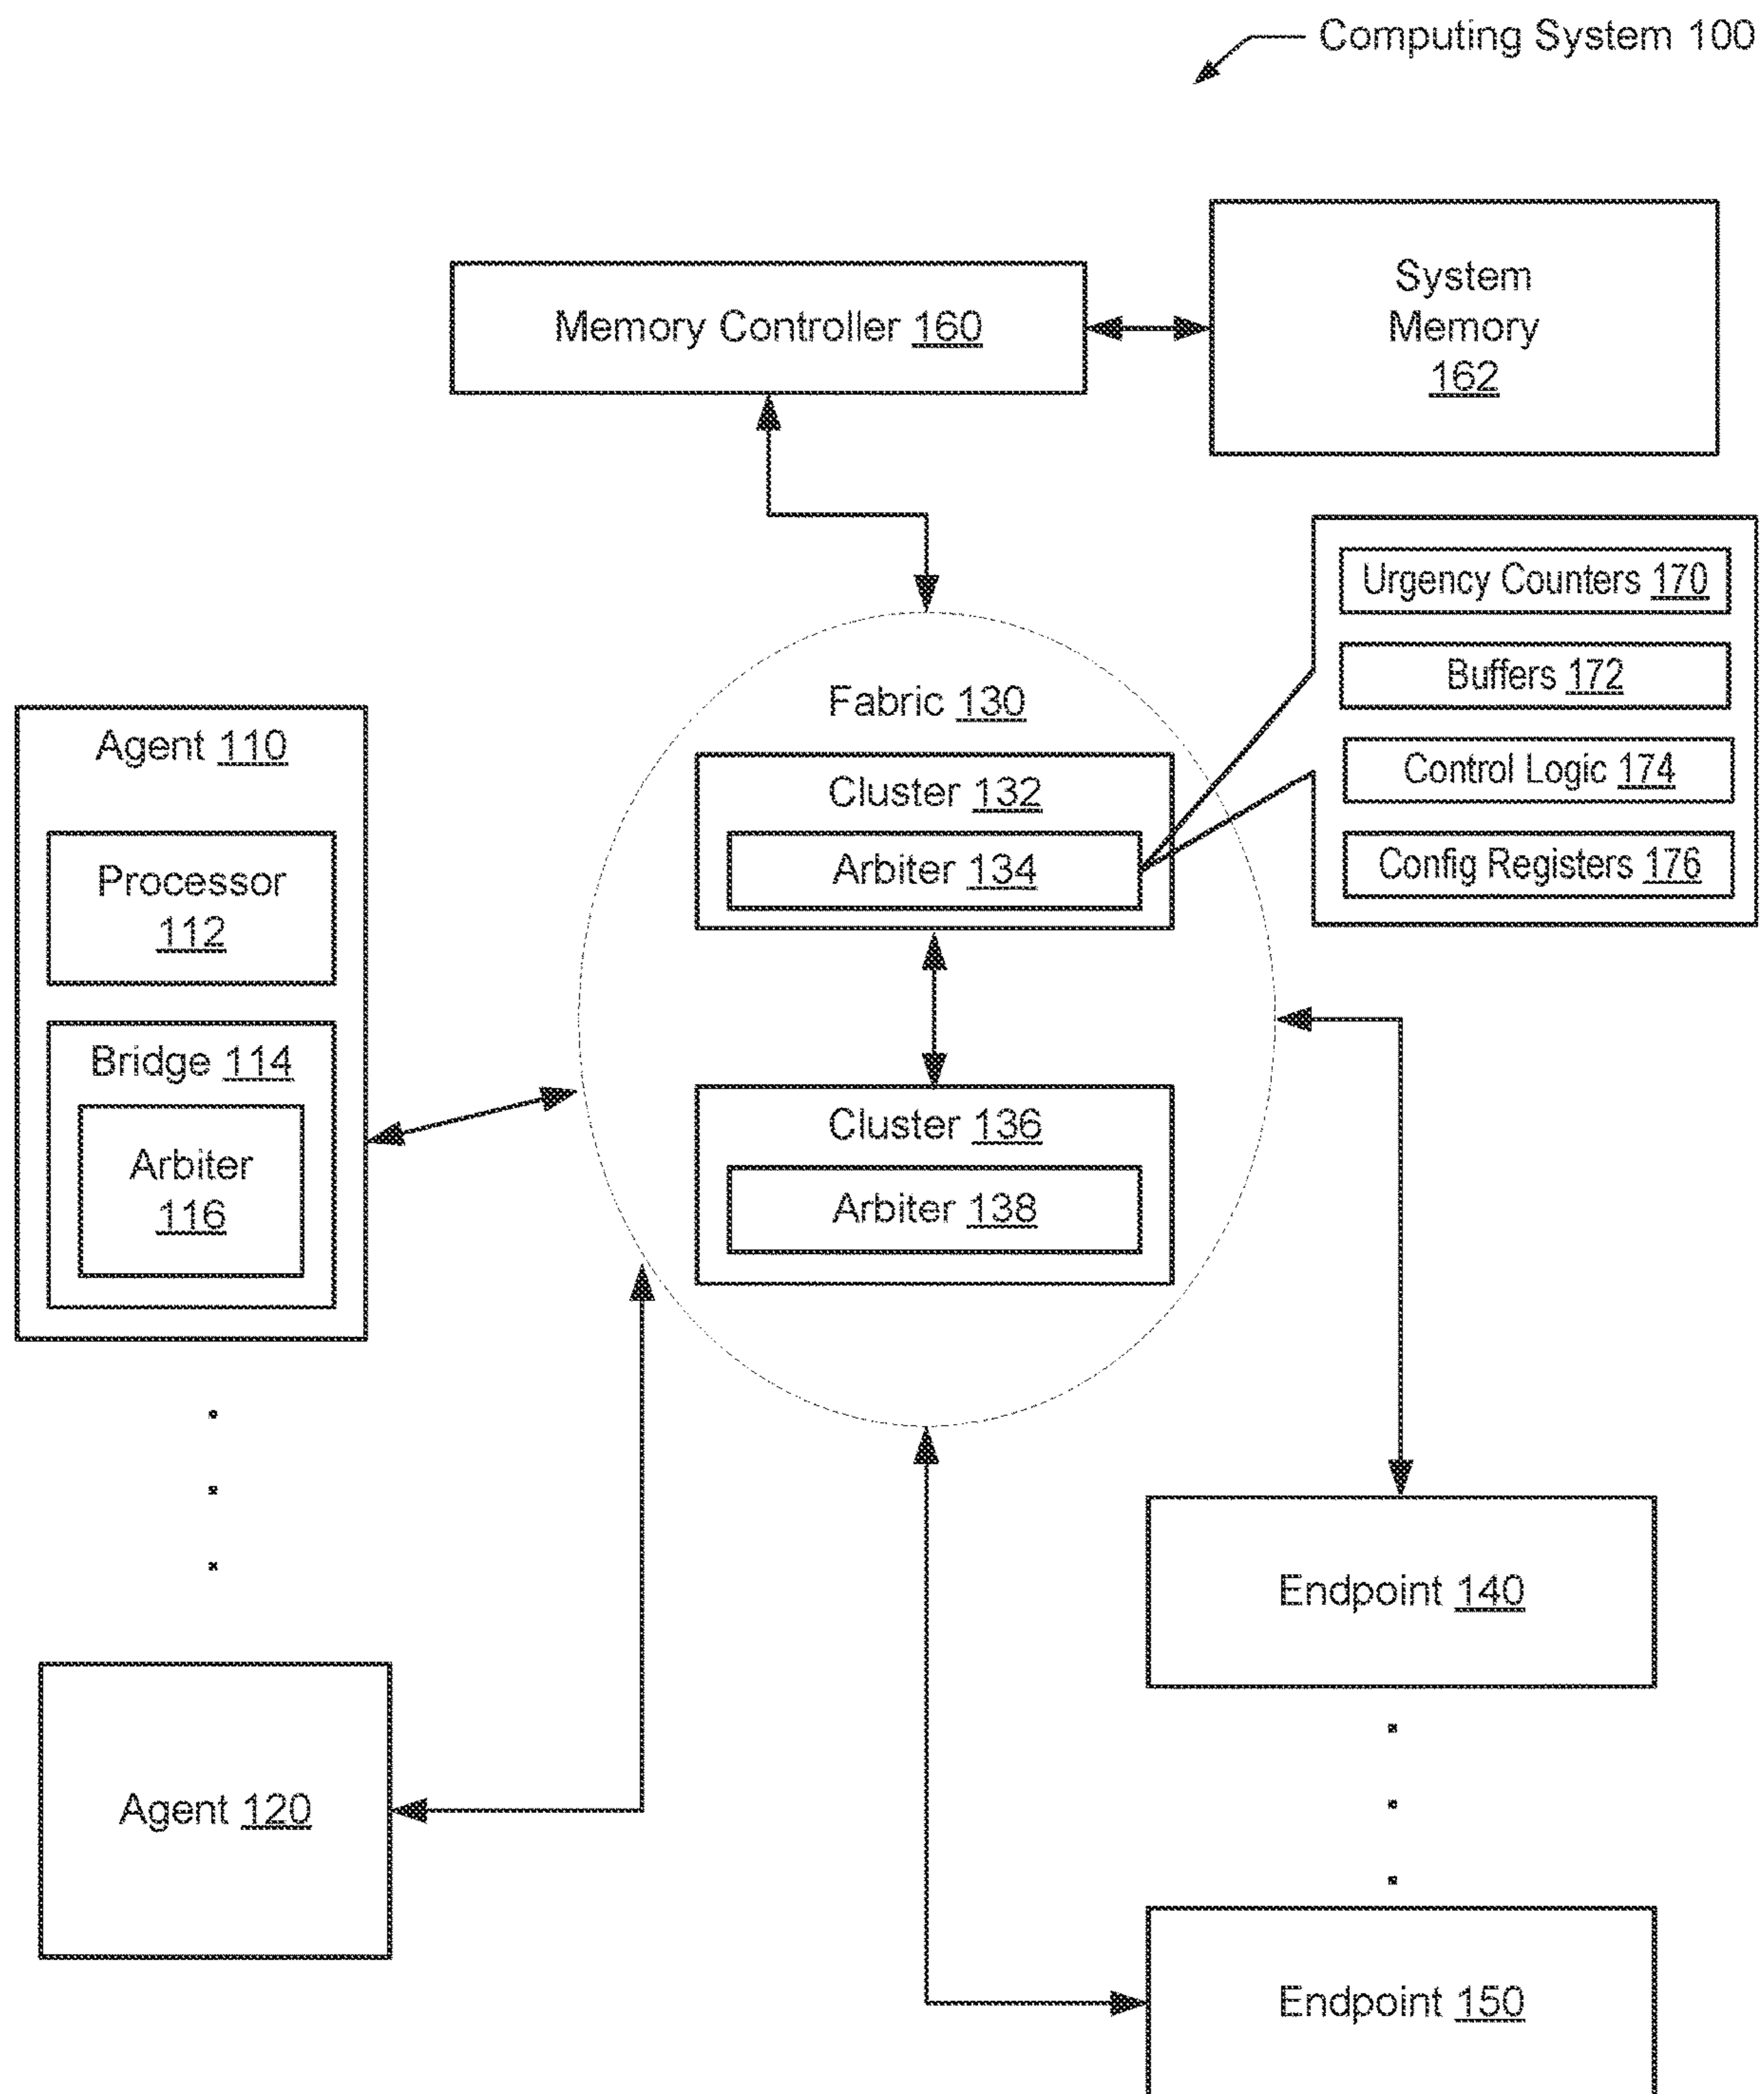 Computing System 100
System
Memory
162
Memory Controller 160
Urgency Counters 170
Buffers 172
Control Logic 174
Config Registers 176
Fabric 130
Cluster 132
Arbiter 134
Cluster 136
Arbiter 138
Agent 110
Processor
112
Bridge 114
Arbiter
116
Agent 120
Endpoint 140
Endpoint 150